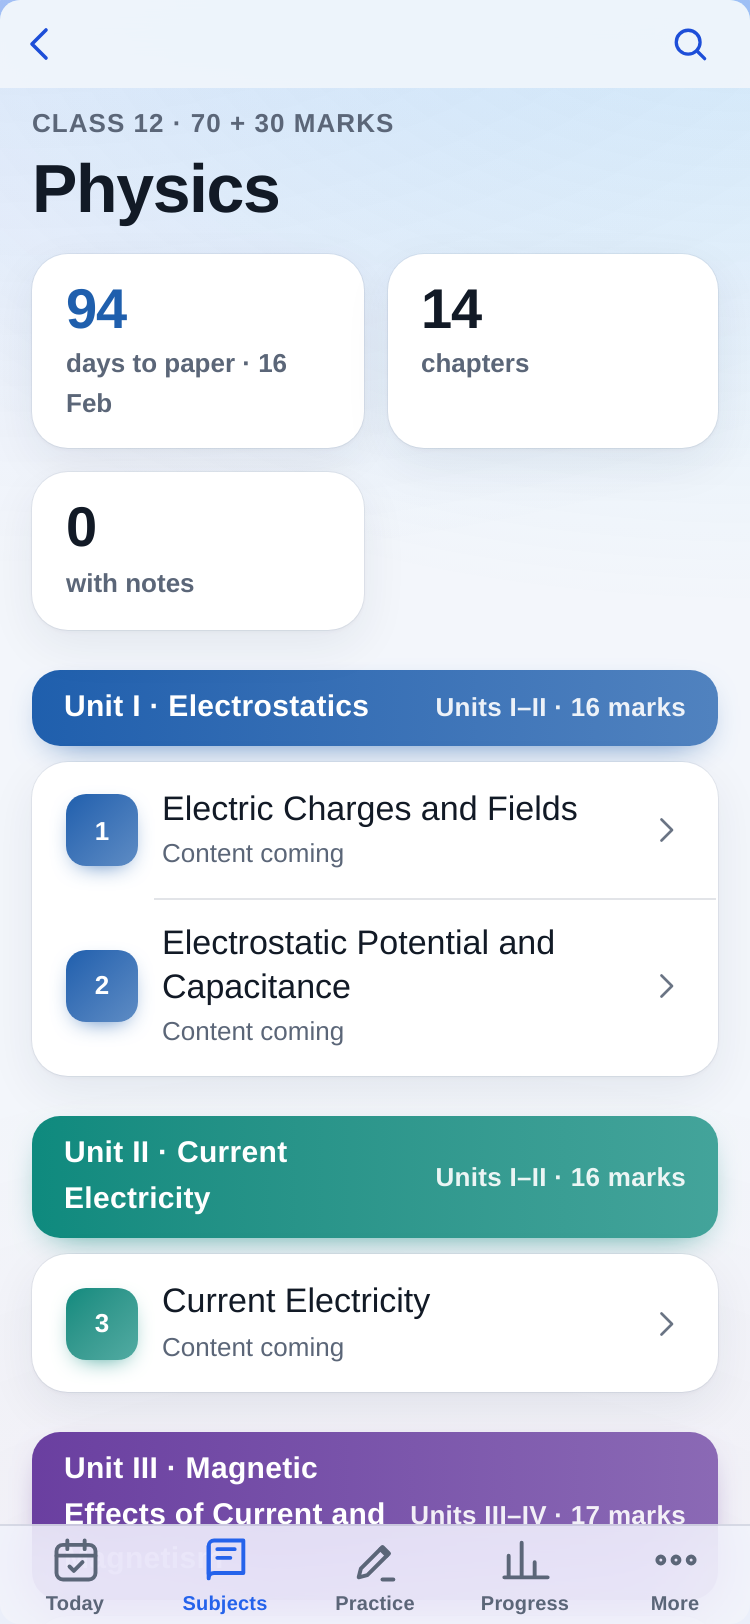 CLASS 12 · 70 + 30 MARKS
Physics
94
days to paper · 16
Feb
14
chapters
0
with notes
Unit I · Electrostatics
Units I–II · 16 marks
1
Electric Charges and Fields
Content coming
2
Electrostatic Potential and
Capacitance
Content coming
Unit II · Current
Electricity
Units I–II · 16 marks
3
Current Electricity
Content coming
Unit III · Magnetic
Effects of Current and
Units III–IV · 17 marks
Today
Subjects
Practice
Progress
More